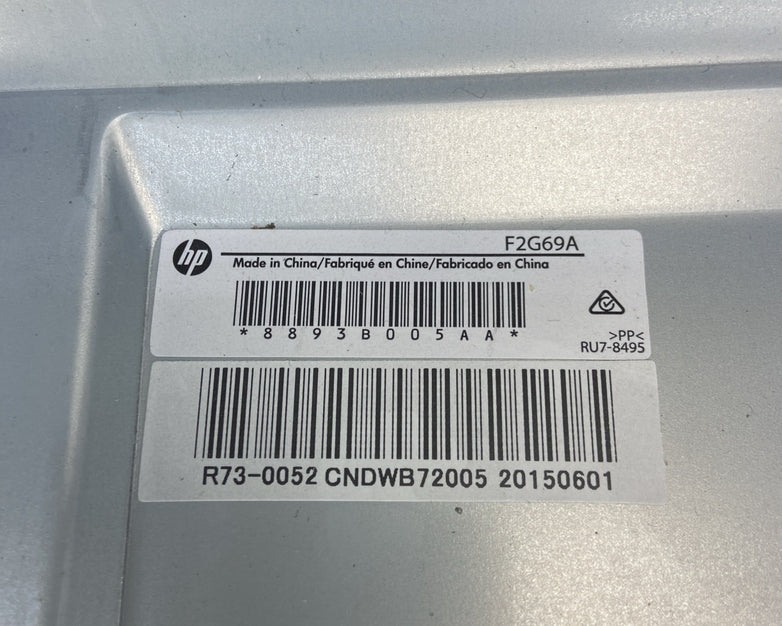 hp
F2G69A
Made in China/Fabriqué en Chine/Fabricado en China
*8893B005AA*
>PP<
RU7-8495
R73-0052 CNDWB72005 20150601